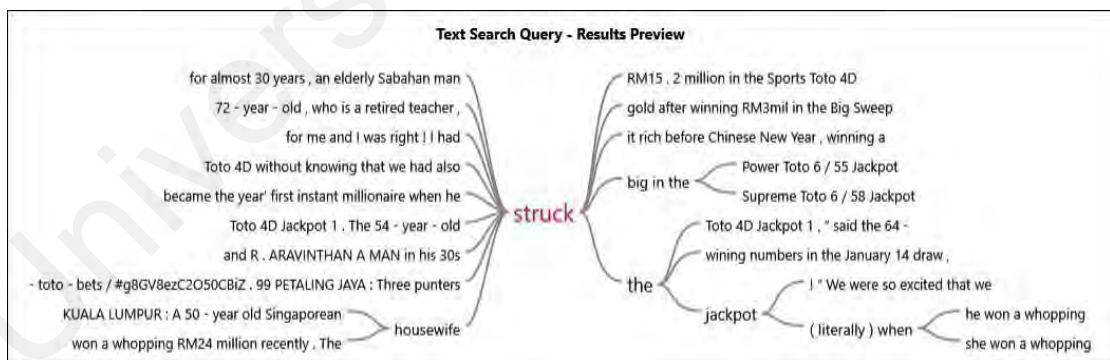 Text Search Query - Results Preview
for almost 30 years , an elderly Sabahan man
72 - year - old , who is a retired teacher ,
for me and I was right ! I had
Toto 4D without knowing that we had also
became the year' first instant millionaire when he
Toto 4D Jackpot 1 . The 54 - year - old
and R . ARAVINTHAN A MAN in his 30s
- toto - bets / #g8GV8ezC2O50CBiZ . 99 PETALING JAYA : Three punters
KUALA LUMPUR : A 50 - year old Singaporean
won a whopping RM24 million recently . The
housewife
struck
RM15 . 2 million in the Sports Toto 4D
gold after winning RM3mil in the Big Sweep
it rich before Chinese New Year , winning a
big in the
Power Toto 6 / 55 Jackpot
Supreme Toto 6 / 58 Jackpot
the
Toto 4D Jackpot 1 , " said the 64 -
wining numbers in the January 14 draw ,
jackpot
! " We were so excited that we
( literally ) when
he won a whopping
she won a whopping
Univers